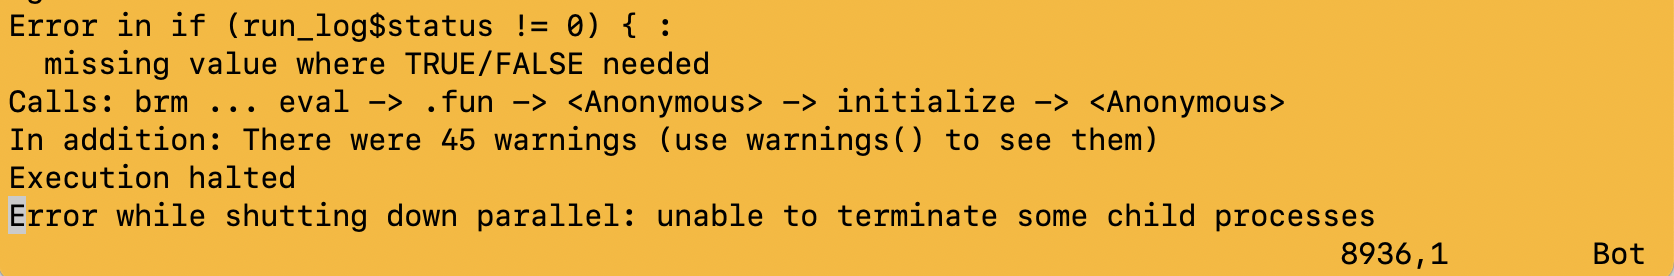 Error in if (run_log$status != 0) { :
  missing value where TRUE/FALSE needed
Calls: brm ... eval -> .fun -> <Anonymous> -> initialize -> <Anonymous>
In addition: There were 45 warnings (use warnings() to see them)
Execution halted
Error while shutting down parallel: unable to terminate some child processes
8936,1 Bot